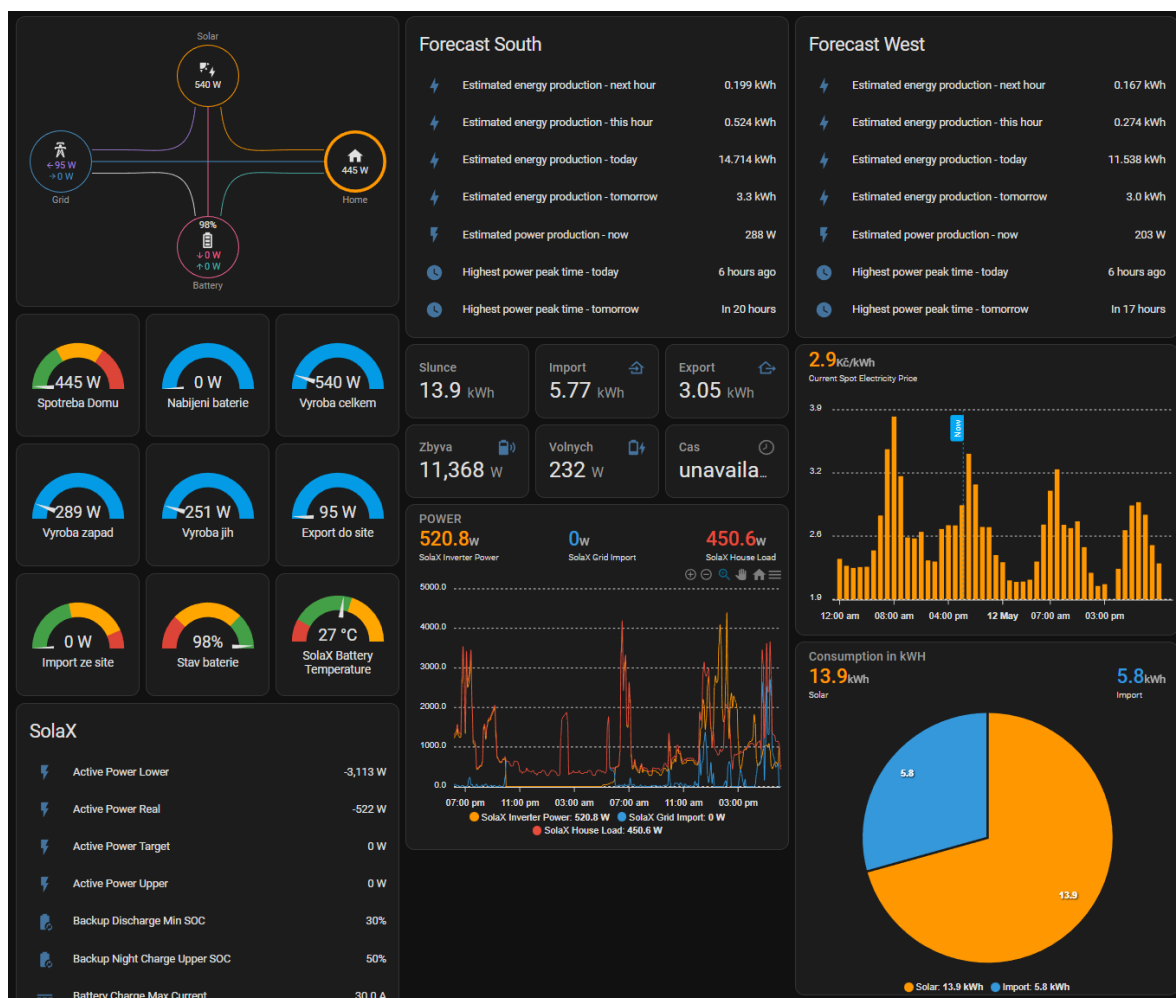 Solar
540 W
←95 W
→0 W
Grid
445 W
Home
98%
↓0 W
↑0 W
Battery
445 W
Spotreba Domu
0 W
Nabijeni baterie
540 W
Vyroba celkem
289 W
Vyroba zapad
251 W
Vyroba jih
95 W
Export do site
0 W
Import ze site
98%
Stav baterie
27 °C
SolaX Battery
Temperature
SolaX
Active Power Lower -3,113 W
Active Power Real -522 W
Active Power Target 0 W
Active Power Upper 0 W
Backup Discharge Min SOC 30%
Backup Night Charge Upper SOC 50%
Battery Charge Max Current 30.0 A
Forecast South
Estimated energy production - next hour 0.199 kWh
Estimated energy production - this hour 0.524 kWh
Estimated energy production - today 14.714 kWh
Estimated energy production - tomorrow 3.3 kWh
Estimated power production - now 288 W
Highest power peak time - today 6 hours ago
Highest power peak time - tomorrow In 20 hours
Slunce
13.9 kWh
Import
5.77 kWh
Export
3.05 kWh
Zbyva
11,368 W
Volnych
232 W
Cas
unavaila...
POWER
520.8W
SolaX Inverter Power
0W
SolaX Grid Import
450.6W
SolaX House Load
5000.0
4000.0
3000.0
2000.0
1000.0
0.0
07:00 pm 11:00 pm 03:00 am 07:00 am 11:00 am 03:00 pm
SolaX Inverter Power: 520.8 W SolaX Grid Import: 0 W
SolaX House Load: 450.6 W
Forecast West
Estimated energy production - next hour 0.167 kWh
Estimated energy production - this hour 0.274 kWh
Estimated energy production - today 11.538 kWh
Estimated energy production - tomorrow 3.0 kWh
Estimated power production - now 203 W
Highest power peak time - today 6 hours ago
Highest power peak time - tomorrow In 17 hours
2.9Kč/kWh
Current Spot Electricity Price
3.9
3.2
2.6
1.9
Now
12:00 am 08:00 am 04:00 pm 12 May 07:00 am 03:00 pm
Consumption in kWH
13.9kWh
Solar
5.8kWh
Import
5.8
13.9
Solar: 13.9 kWh Import: 5.8 kWh